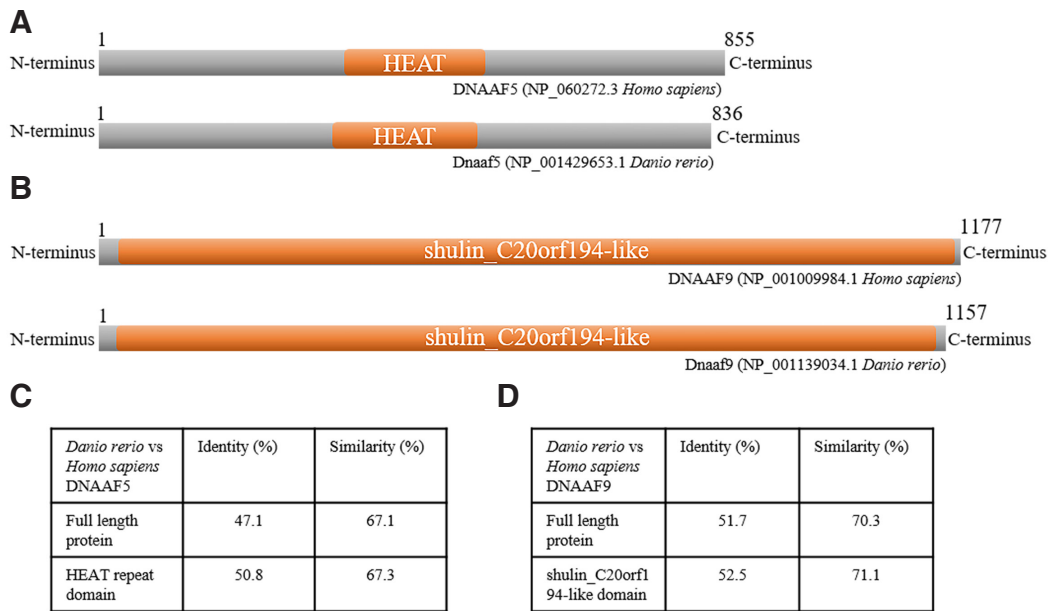 A
1
855
N-terminus
HEAT
C-terminus
DNAAF5 (NP_060272.3 Homo sapiens)
1
836
N-terminus
HEAT
C-terminus
Dnaaf5 (NP_001429653.1 Danio rerio)
B
1
1177
N-terminus
shulin_C20orf194-like
C-terminus
DNAAF9 (NP_001009984.1 Homo sapiens)
1
1157
N-terminus
shulin_C20orf194-like
C-terminus
Dnaaf9 (NP_001139034.1 Danio rerio)
C
Danio rerio vs
Homo sapiens
DNAAF5
Identity (%)
Similarity (%)
Full length
protein
47.1
67.1
HEAT repeat
domain
50.8
67.3
D
Danio rerio vs
Homo sapiens
DNAAF9
Identity (%)
Similarity (%)
Full length
protein
51.7
70.3
shulin_C20orf1
94-like domain
52.5
71.1